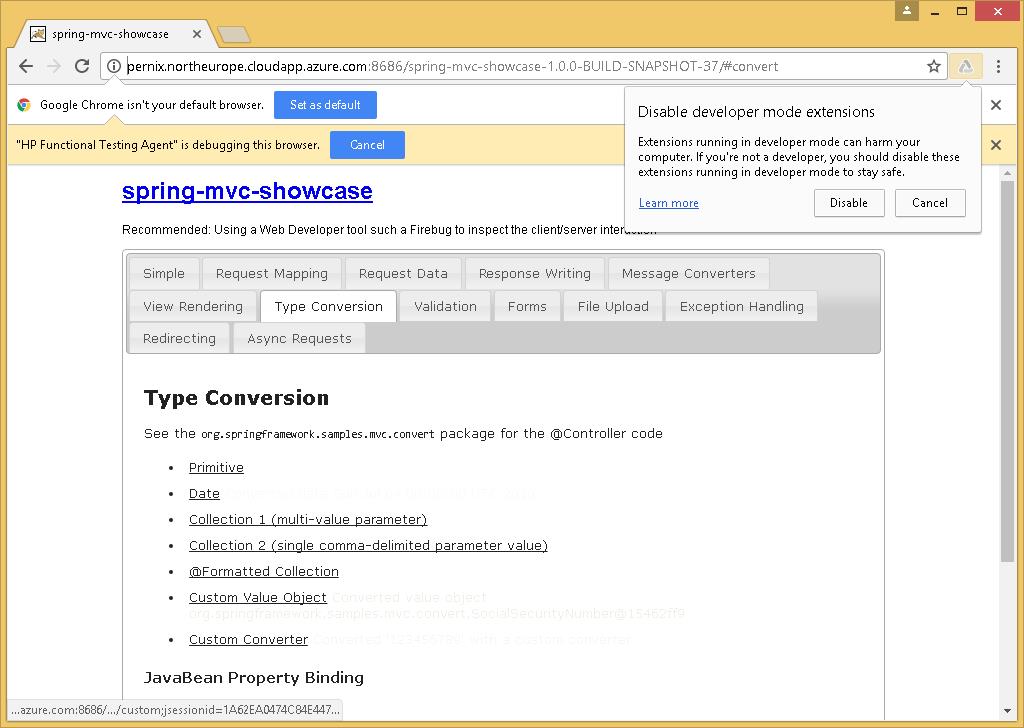 spring-mvc-showcase
pernix.northeurope.cloudapp.azure.com:8686/spring-mvc-showcase-1.0.0-BUILD-SNAPSHOT-37/#convert
Google Chrome isn't your default browser. Set as default
"HP Functional Testing Agent" is debugging this browser. Cancel
Disable developer mode extensions
Extensions running in developer mode can harm your
computer. If you're not a developer, you should disable these
extensions running in developer mode to stay safe.
Learn more Disable Cancel
spring-mvc-showcase
Recommended: Using a Web Developer tool such a Firebug to inspect the client/server interaction
Simple Request Mapping Request Data Response Writing Message Converters
View Rendering Type Conversion Validation Forms File Upload Exception Handling
Redirecting Async Requests
Type Conversion
See the org.springframework.samples.mvc.convert package for the @Controller code
• Primitive
• Date
• Collection 1 (multi-value parameter)
• Collection 2 (single comma-delimited parameter value)
• @Formatted Collection
• Custom Value Object Converted value object
org.springframework.samples.mvc.convert.SocialSecurityNumber@15462ff9
• Custom Converter Converted '123456789' with a custom converter
JavaBean Property Binding
...azure.com:8686/.../custom;jsessionid=1A62EA0474C84E447...